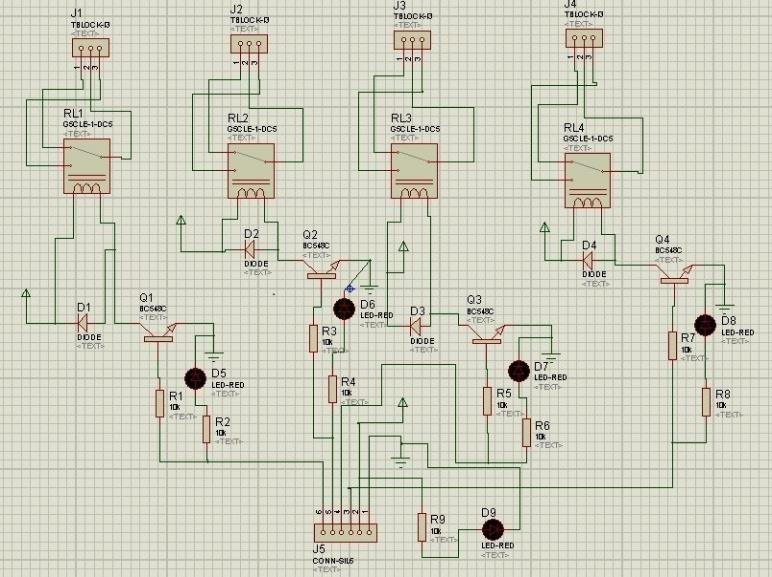 J1
TBLOCK-I3
<TEXT>
1 2 3
J2
TBLOCK-I3
<TEXT>
1 2 3
J3
TBLOCK-I3
<TEXT>
1 2 3
J4
TBLOCK-I3
<TEXT>
1 2 3
RL1
GSCLE-1-DC5
<TEXT>
RL2
GSCLE-1-DC5
<TEXT>
RL3
GSCLE-1-DC5
<TEXT>
RL4
GSCLE-1-DC5
<TEXT>
D2
DIODE
<TEXT>
Q2
BC548C
<TEXT>
D4
DIODE
<TEXT>
Q4
BC548C
<TEXT>
D1
DIODE
<TEXT>
Q1
BC548C
<TEXT>
D6
LED-RED
<TEXT>
D3
DIODE
<TEXT>
Q3
BC548C
<TEXT>
D8
LED-RED
<TEXT>
R3
10k
<TEXT>
R7
10k
<TEXT>
D5
LED-RED
<TEXT>
R4
10k
<TEXT>
D7
LED-RED
<TEXT>
R1
10k
<TEXT>
R2
10k
<TEXT>
R5
10k
<TEXT>
R6
10k
<TEXT>
R8
10k
<TEXT>
6 5 4 3 2 1
J5
CONN-SIL6
<TEXT>
R9
10k
<TEXT>
D9
LED-RED
<TEXT>